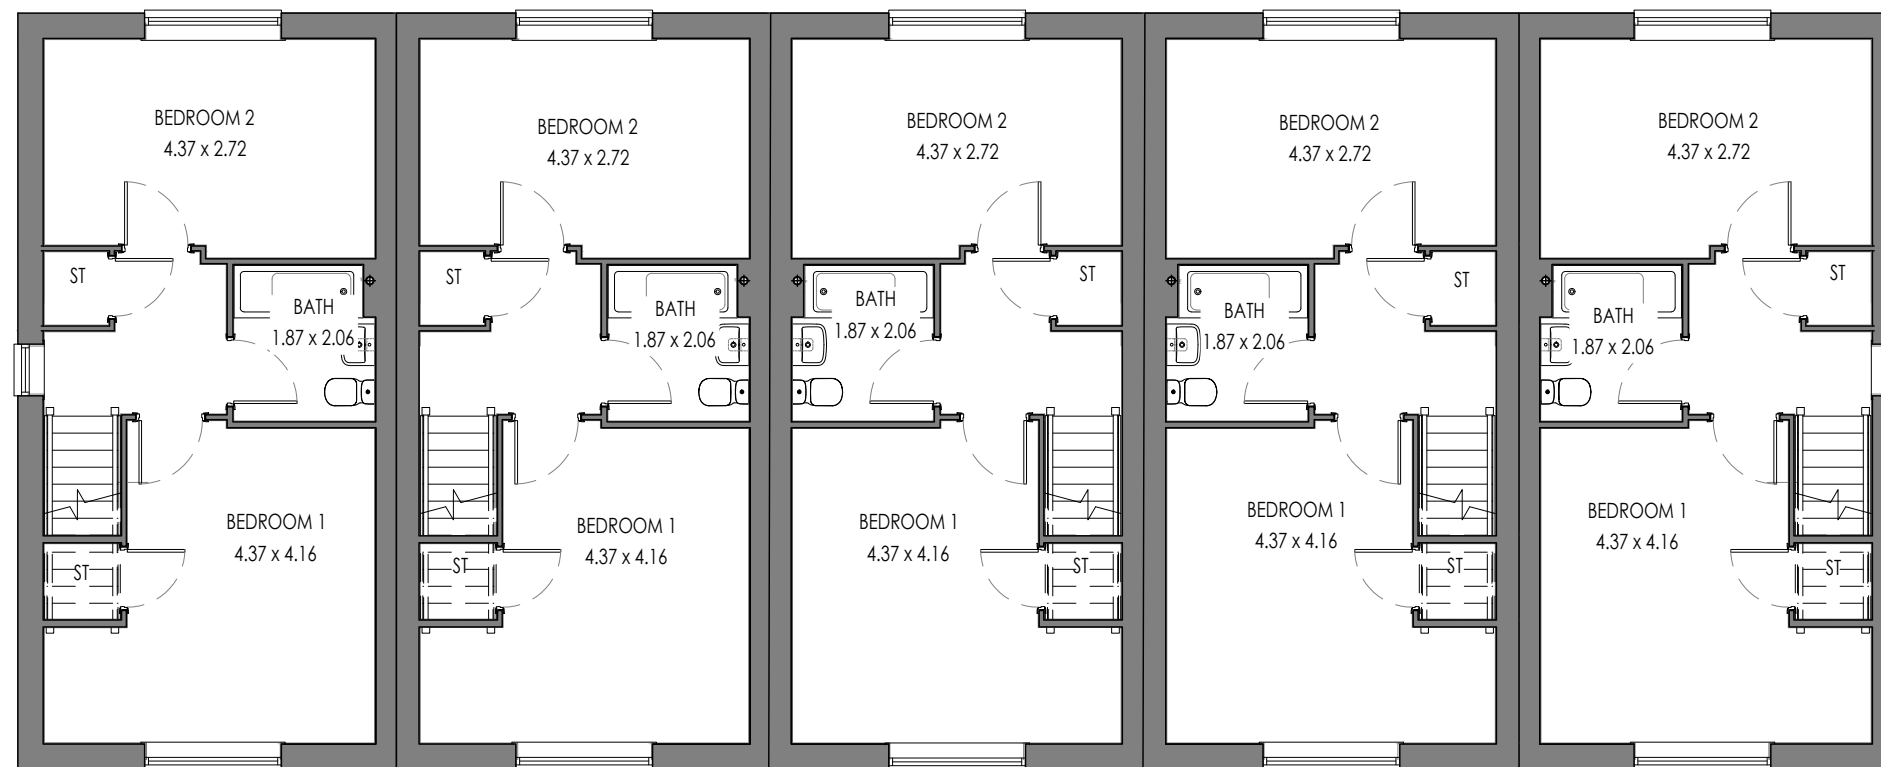 BEDROOM 2
4.37 x 2.72
BEDROOM 2
4.37 x 2.72
BEDROOM 2
4.37 x 2.72
BEDROOM 2
4.37 x 2.72
BEDROOM 2
4.37 x 2.72
ST
BATH
1.87 x 2.06
ST
BATH
1.87 x 2.06
BATH
1.87 x 2.06
ST
BATH
1.87 x 2.06
ST
BATH
1.87 x 2.06
ST
BEDROOM 1
4.37 x 4.16
ST
BEDROOM 1
4.37 x 4.16
ST
BEDROOM 1
4.37 x 4.16
ST
BEDROOM 1
4.37 x 4.16
ST
BEDROOM 1
4.37 x 4.16
ST